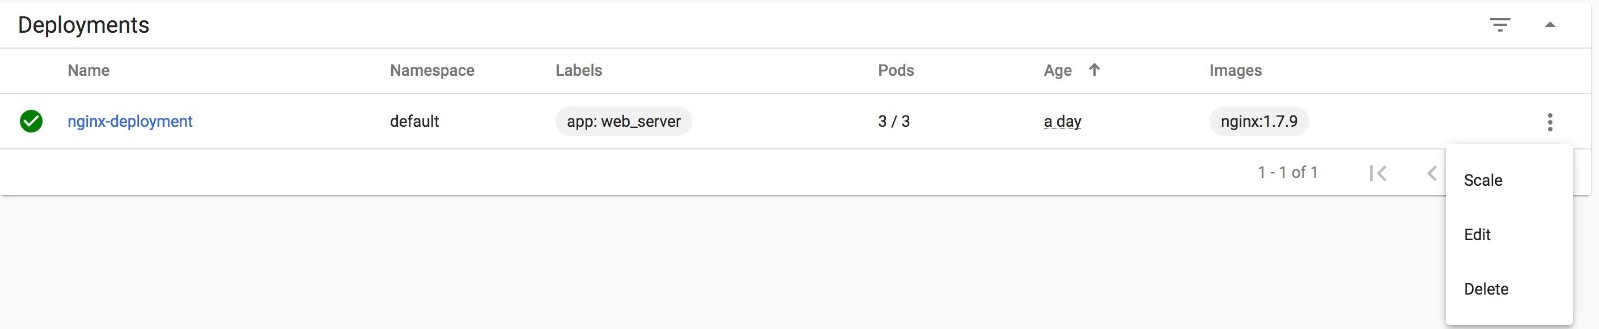 Deployments
Name Namespace Labels Pods Age Images
nginx-deployment default app: web_server 3 / 3 a day nginx:1.7.9
1 - 1 of 1
Scale
Edit
Delete